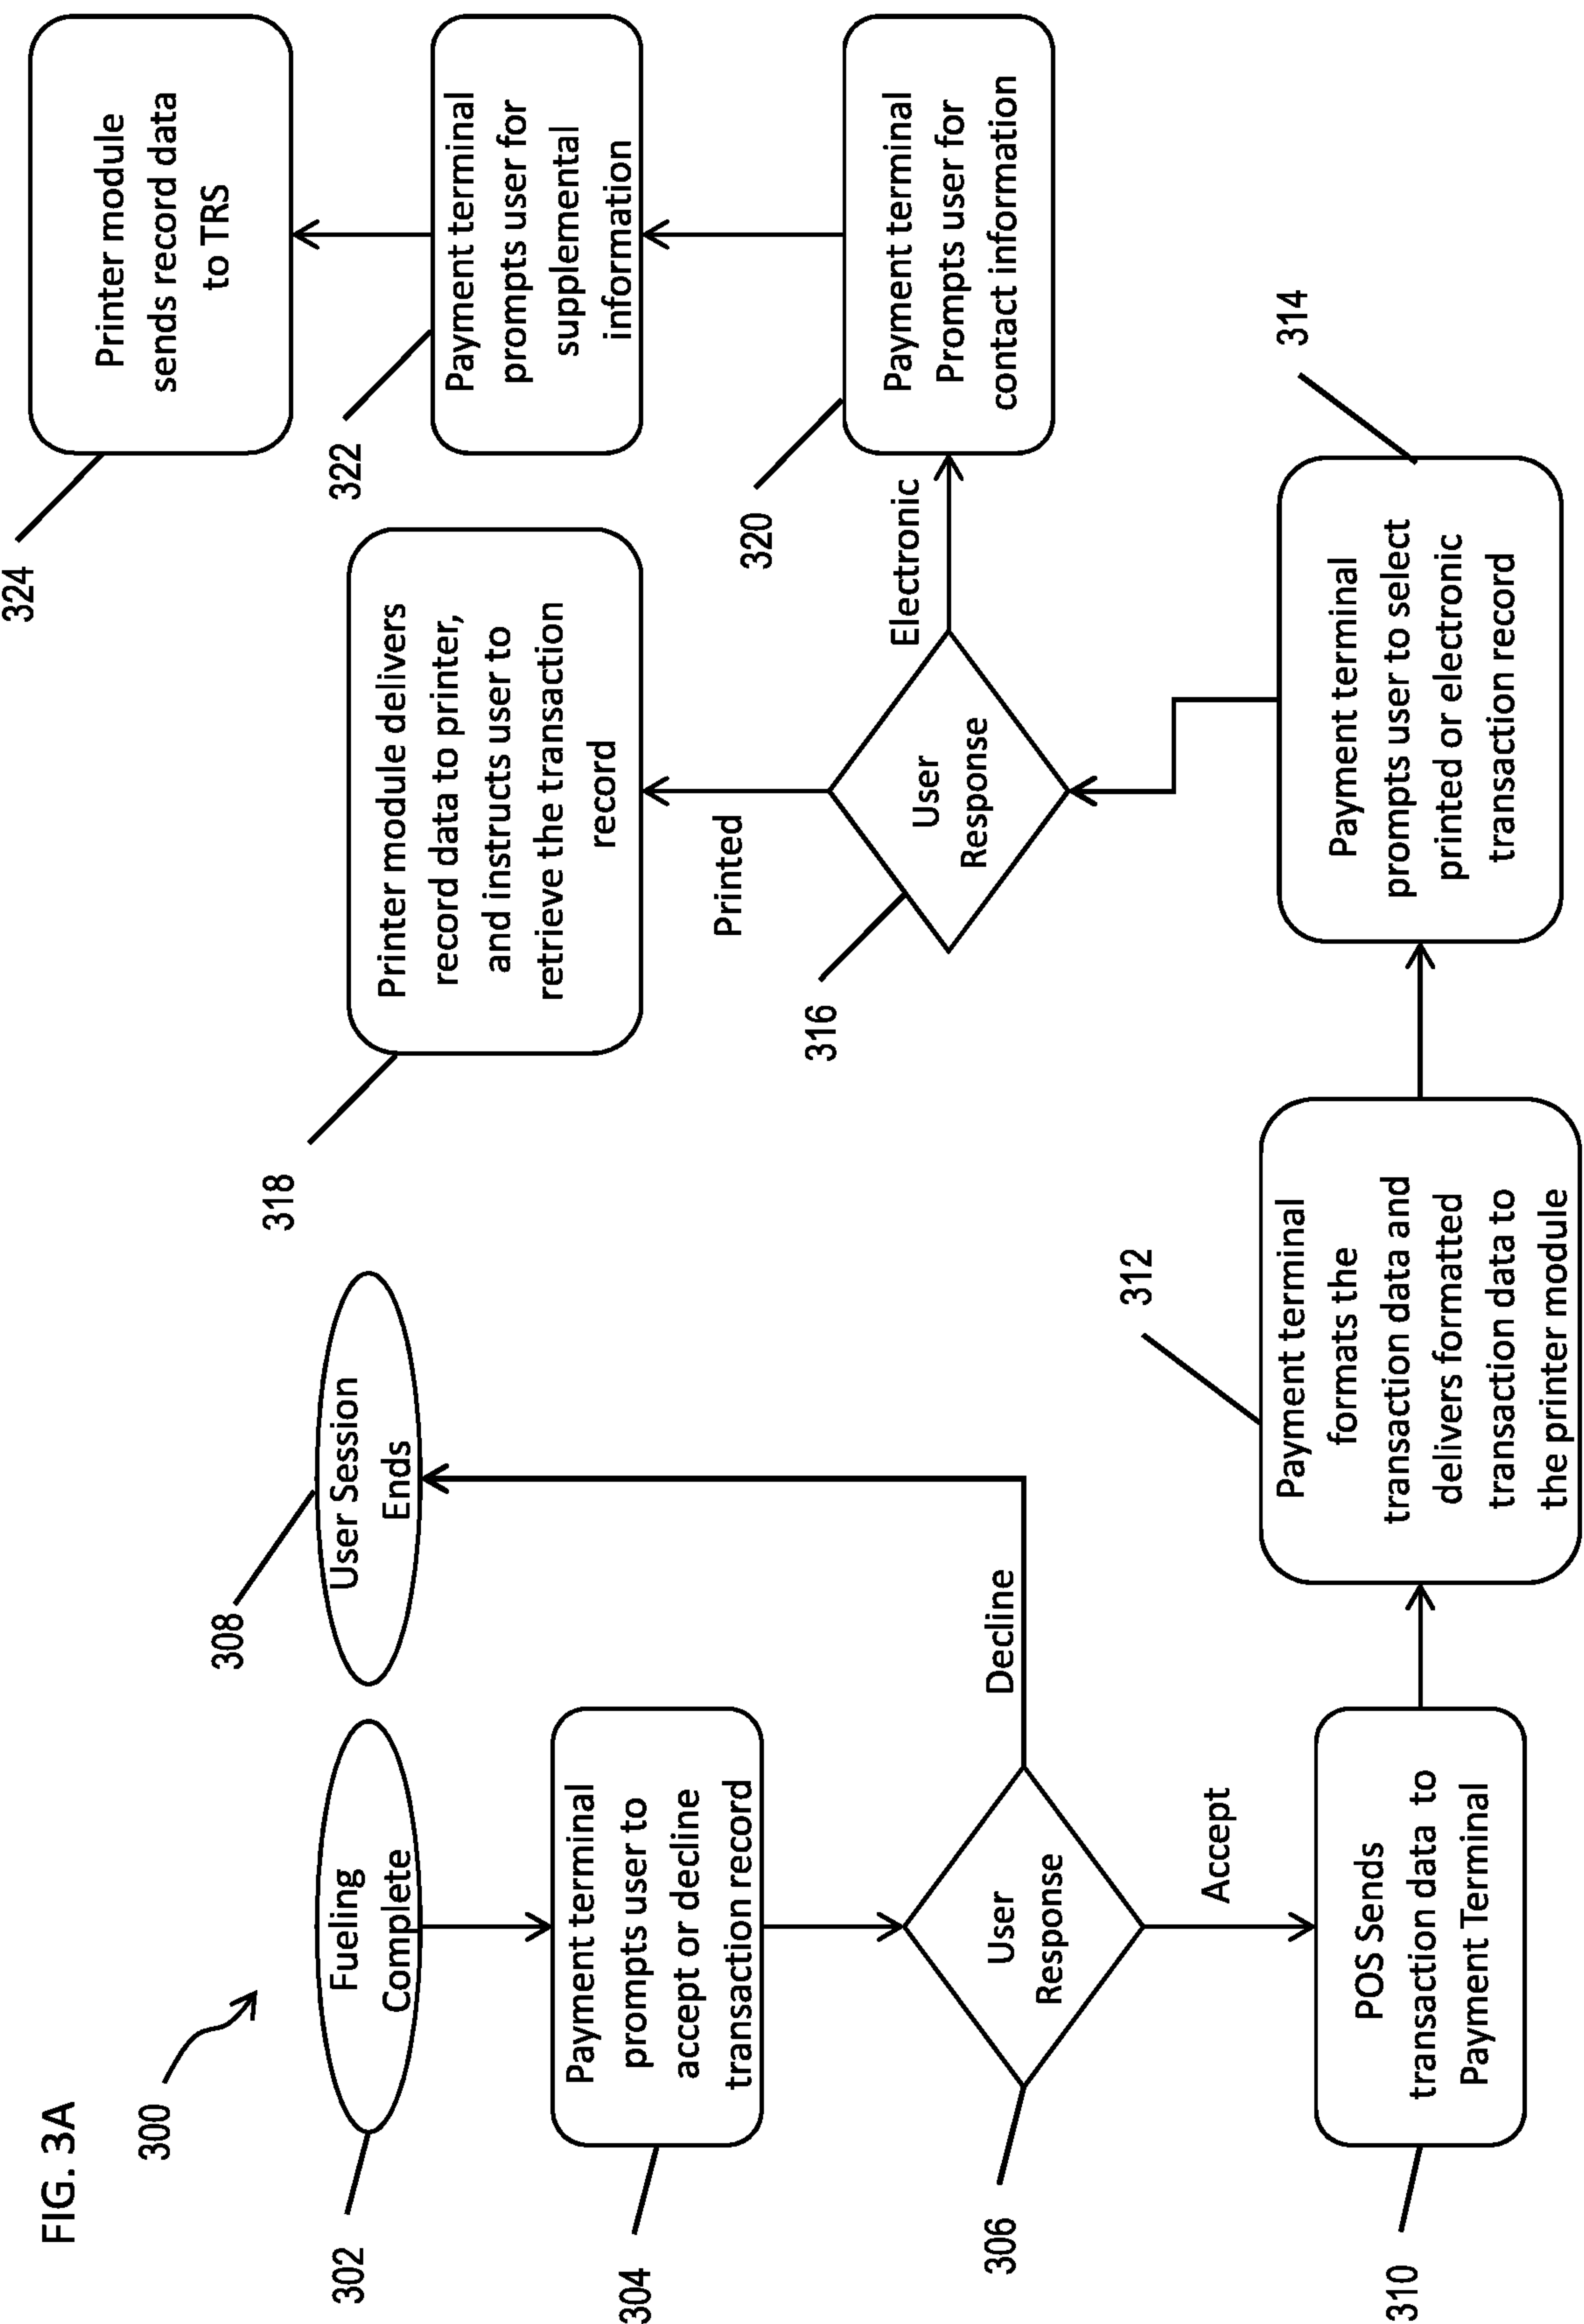 FIG. 3A
300
302
Fueling
Complete
304
Payment terminal
prompts user to
accept or decline
transaction record
306
User
Response
Decline
308
User Session
Ends
Accept
310
POS Sends
transaction data to
Payment Terminal
312
Payment terminal
formats the
transaction data and
delivers formatted
transaction data to
the printer module
314
Payment terminal
prompts user to select
printed or electronic
transaction record
316
User
Response
Printed
318
Printer module delivers
record data to printer,
and instructs user to
retrieve the transaction
record
Electronic
320
Payment terminal
Prompts user for
contact information
322
Payment terminal
prompts user for
supplemental
information
324
Printer module
sends record data
to TRS